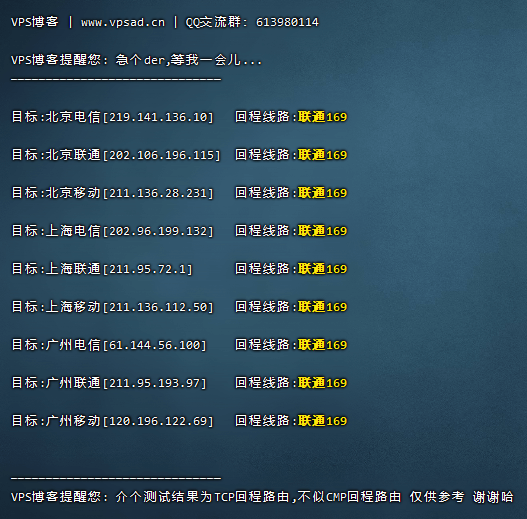 VPS博客 | www.vpsad.cn | QQ交流群: 613980114
VPS博客提醒您: 急个der,等我一会儿...
______________________________
目标:北京电信[219.141.136.10] 回程线路:联通169
目标:北京联通[202.106.196.115] 回程线路:联通169
目标:北京移动[211.136.28.231] 回程线路:联通169
目标:上海电信[202.96.199.132] 回程线路:联通169
目标:上海联通[211.95.72.1] 回程线路:联通169
目标:上海移动[211.136.112.50] 回程线路:联通169
目标:广州电信[61.144.56.100] 回程线路:联通169
目标:广州联通[211.95.193.97] 回程线路:联通169
目标:广州移动[120.196.122.69] 回程线路:联通169
______________________________
VPS博客提醒您: 介个测试结果为TCP回程路由,不似CMP回程路由 仅供参考 谢谢哈